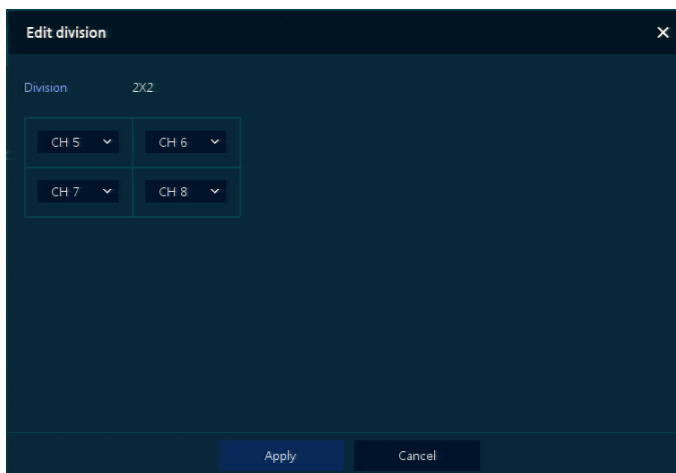 Edit division
Division 2X2
CH 5 CH 6
CH 7 CH 8
Apply Cancel